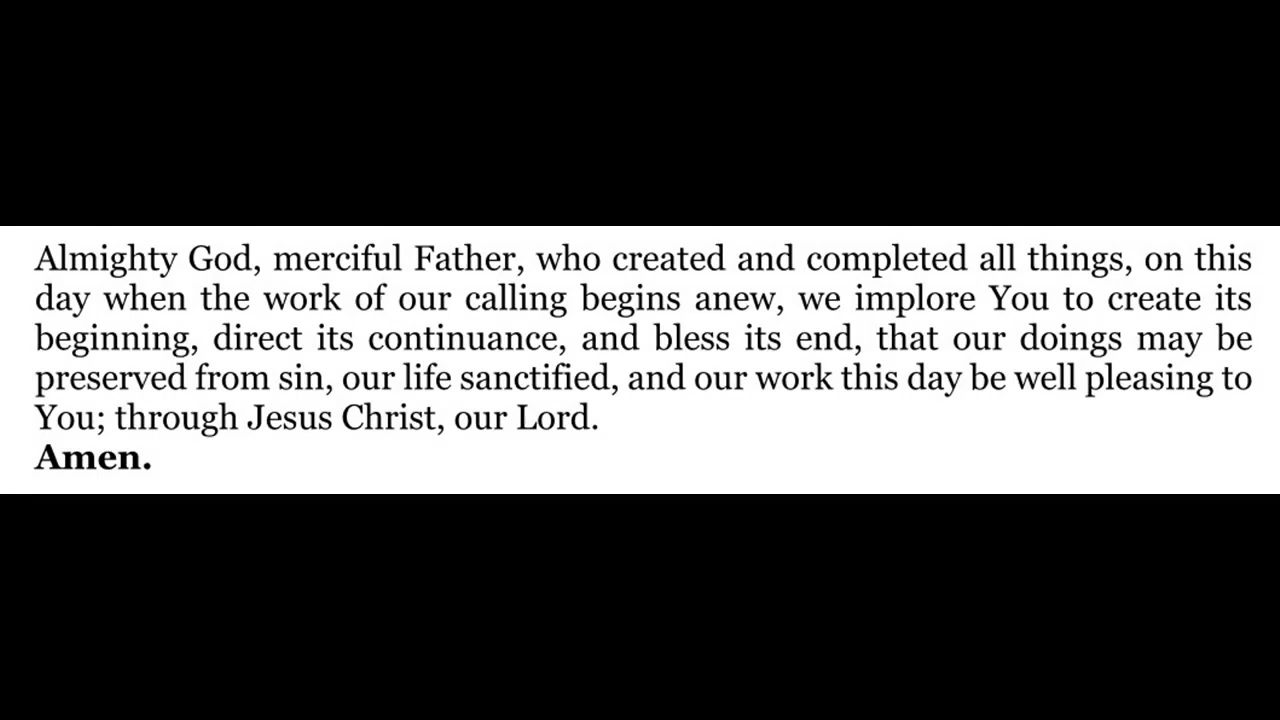 Almighty God, merciful Father, who created and completed all things, on this
day when the work of our calling begins anew, we implore You to create its
beginning, direct its continuance, and bless its end, that our doings may be
preserved from sin, our life sanctified, and our work this day be well pleasing to
You; through Jesus Christ, our Lord.
Amen.